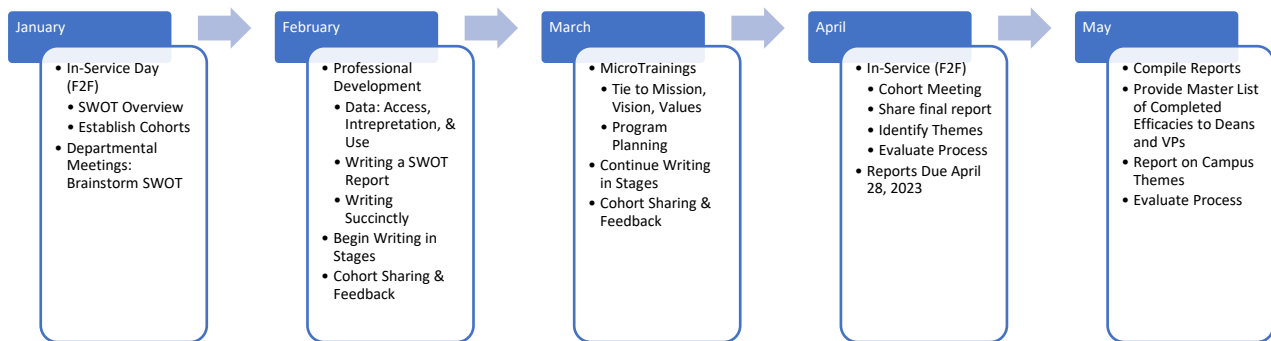 January
• In-Service Day
(F2F)
• SWOT Overview
• Establish Cohorts
• Departmental
Meetings:
Brainstorm SWOT
February
• Professional
Development
• Data: Access,
Intrepretation, &
Use
• Writing a SWOT
Report
• Writing
Succinctly
• Begin Writing in
Stages
• Cohort Sharing &
Feedback
March
• MicroTrainings
• Tie to Mission,
Vision, Values
• Program
Planning
• Continue Writing
in Stages
• Cohort Sharing &
Feedback
April
• In-Service (F2F)
• Cohort Meeting
• Share final report
• Identify Themes
• Evaluate Process
• Reports Due April
28, 2023
May
• Compile Reports
• Provide Master List
of Completed
Efficacies to Deans
and VPs
• Report on Campus
Themes
• Evaluate Process